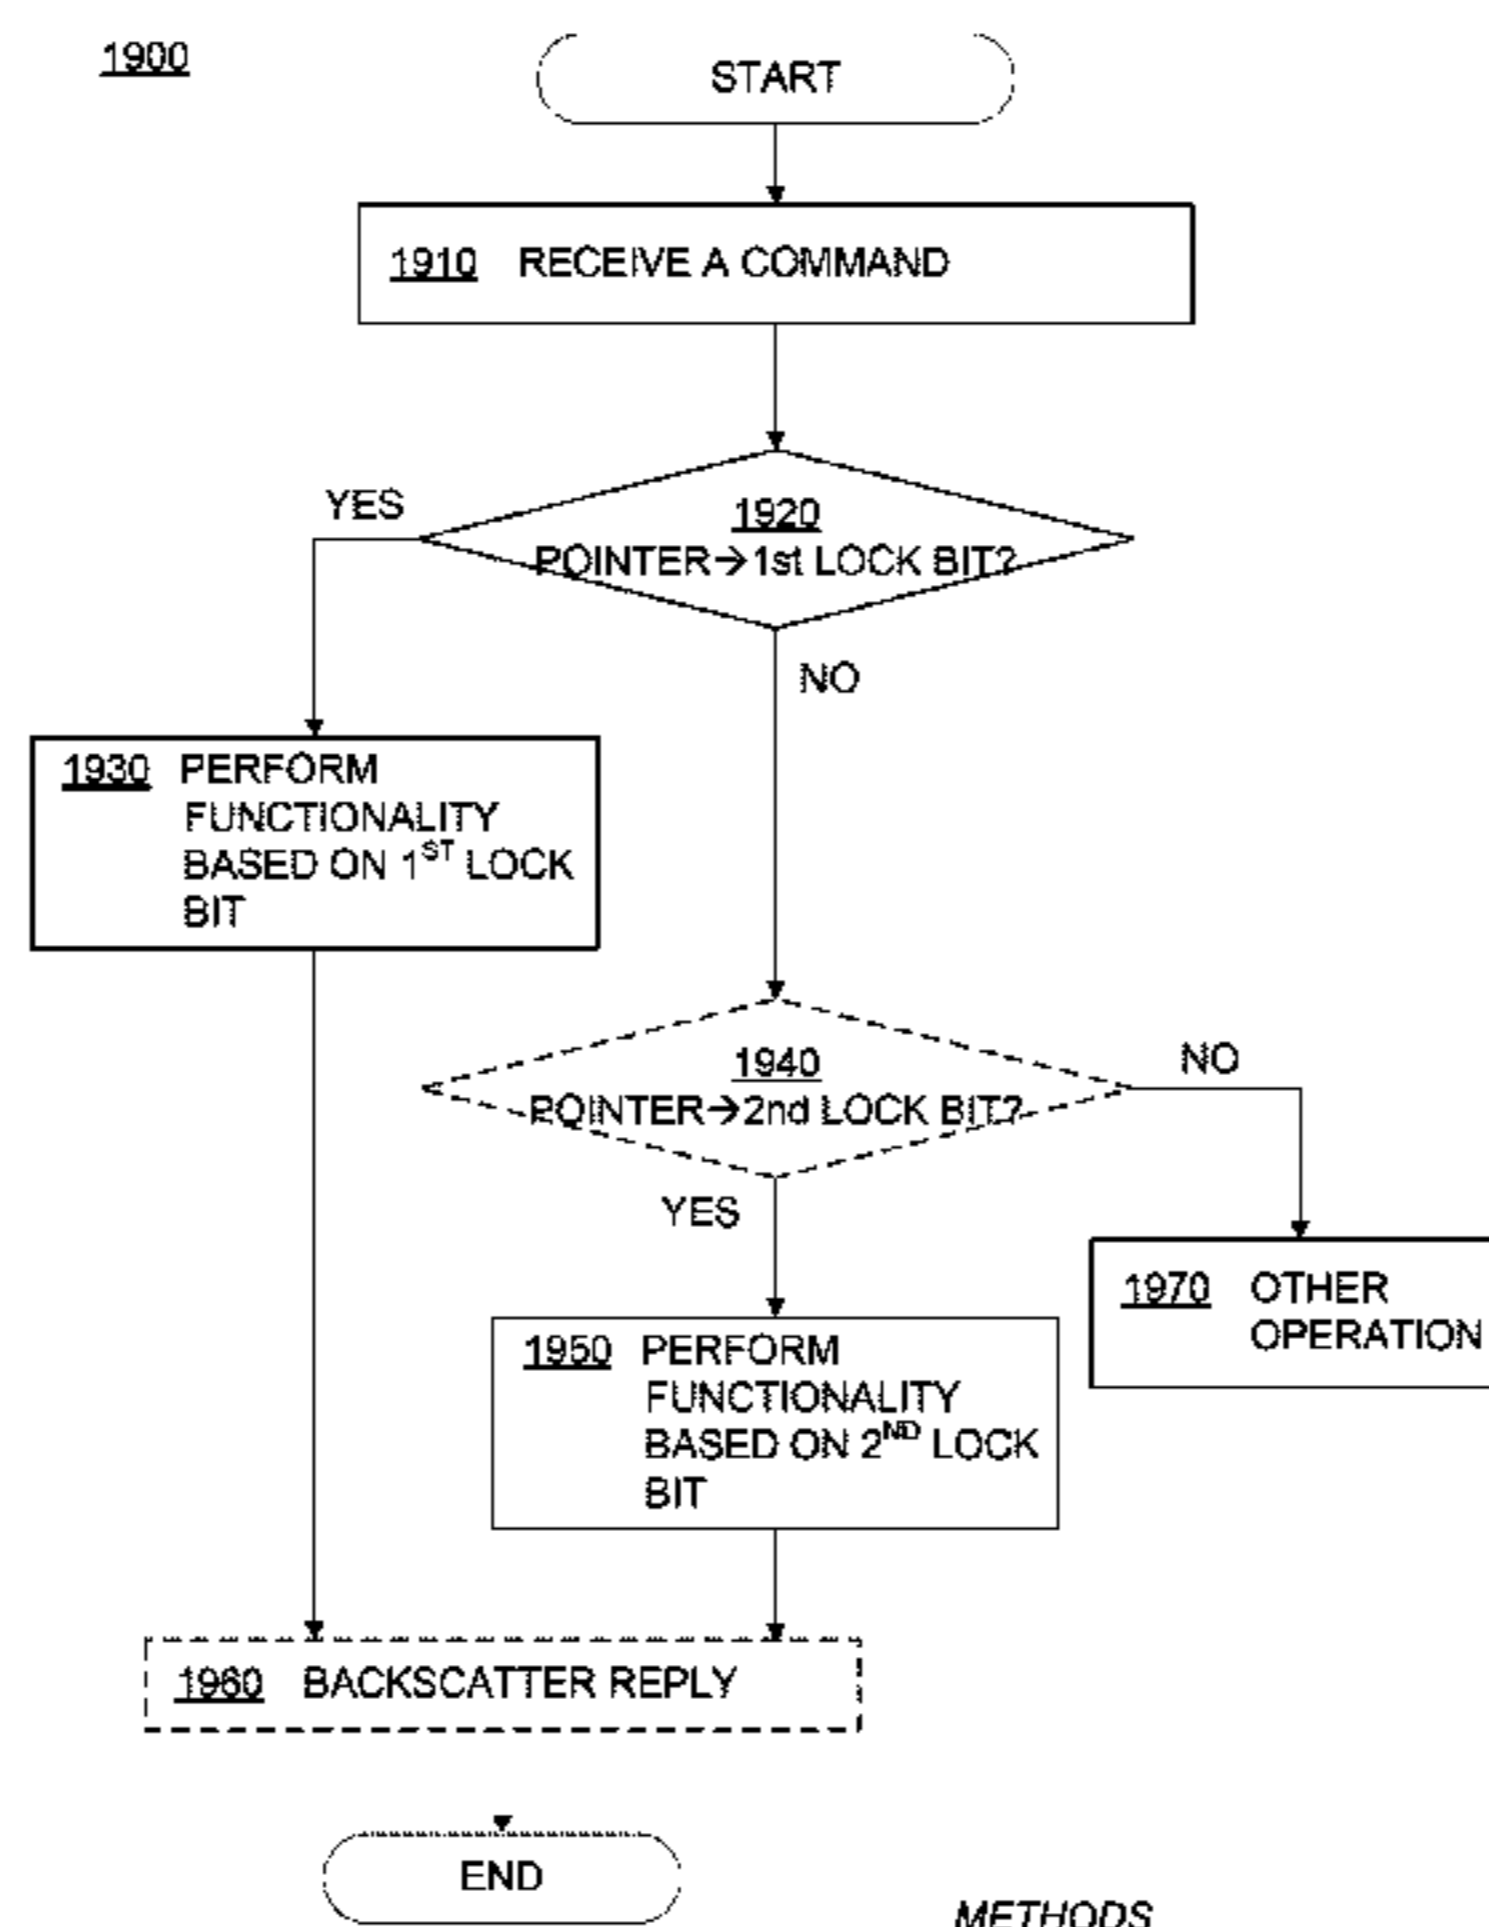 1900
START
1910 RECEIVE A COMMAND
YES
1920
POINTER→1st LOCK BIT?
NO
1930 PERFORM
FUNCTIONALITY
BASED ON 1ST LOCK
BIT
1940
POINTER→2nd LOCK BIT?
NO
YES
1970 OTHER
OPERATION
1950 PERFORM
FUNCTIONALITY
BASED ON 2ND LOCK
BIT
1960 BACKSCATTER REPLY
END
METHODS